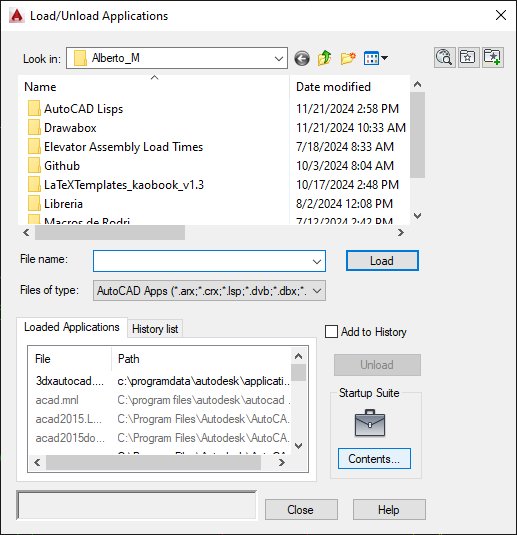 Load/Unload Applications
Look in: Alberto_M
Name Date modified
AutoCAD Lisps 11/21/2024 2:58 PM
Drawabox 11/21/2024 10:33 AM
Elevator Assembly Load Times 7/18/2024 8:33 AM
Github 10/3/2024 8:04 AM
LaTeXTemplates_kaobook_v1.3 10/17/2024 2:48 PM
Libreria 8/2/2024 12:08 PM
Macros de Rodri 7/12/2024 2:42 PM
File name: Load
Files of type: AutoCAD Apps (*.arx;*.crx;*.lsp;*.dvb;*.dbx;*.
Loaded Applications History list Add to History
File Path Unload
3dxautocad.... c:\programdata\autodesk\applicati...
acad.mnl C:\Program files\autodesk\autocad
acad2015.L... C:\Program Files\Autodesk\AutoCA...
acad2015do... C:\Program Files\Autodesk\AutoCA...
Startup Suite
Contents...
Close Help